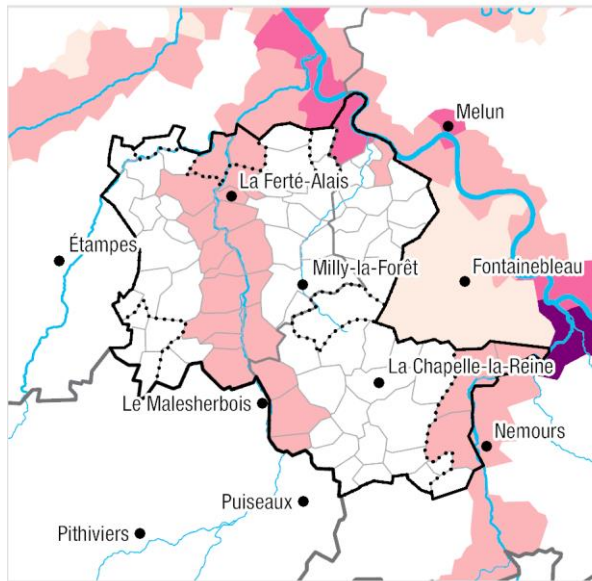 Melun
La Ferté-Alais
Étampes
Milly-la-Forêt
Fontainebleau
La Chapelle-la-Reine
Le Malesherbois
Nemours
Puiseaux
Pithiviers